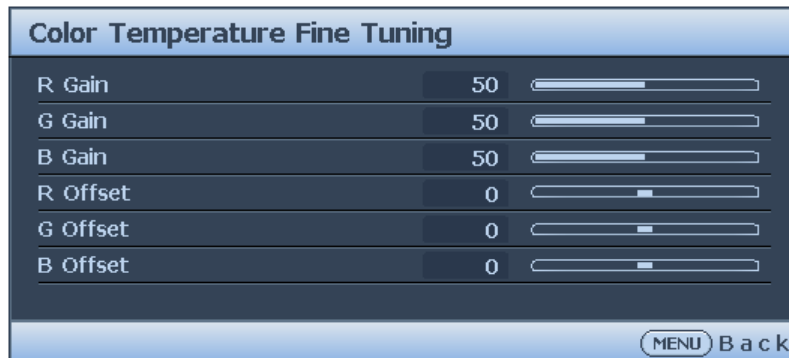 Color Temperature Fine Tuning
R Gain 50
G Gain 50
B Gain 50
R Offset 0
G Offset 0
B Offset 0
MENU Back